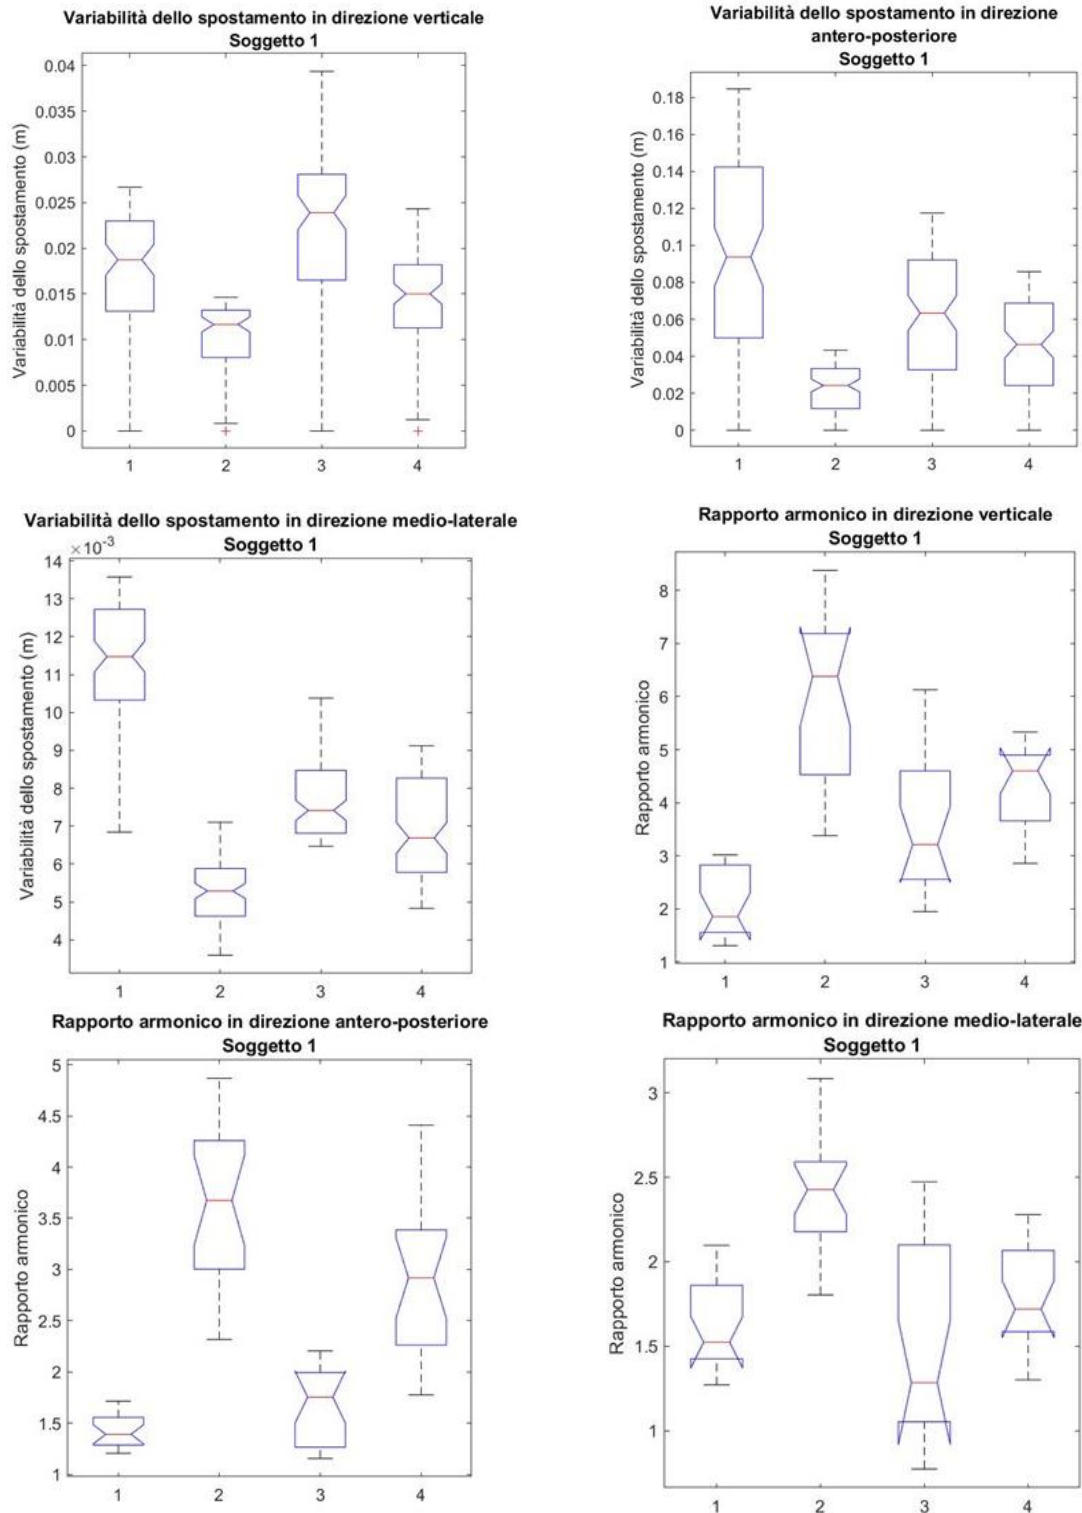 Variabilità dello spostamento in direzione verticale
Soggetto 1
Variabilità dello spostamento (m)
0.04
0.035
0.03
0.025
0.02
0.015
0.01
0.005
0
1 2 3 4
Variabilità dello spostamento in direzione
antero-posteriore
Soggetto 1
Variabilità dello spostamento (m)
0.18
0.16
0.14
0.12
0.1
0.08
0.06
0.04
0.02
0
1 2 3 4
Variabilità dello spostamento in direzione medio-laterale
Soggetto 1
×10⁻³
Variabilità dello spostamento (m)
14
13
12
11
10
9
8
7
6
5
4
1 2 3 4
Rapporto armonico in direzione verticale
Soggetto 1
Rapporto armonico
8
7
6
5
4
3
2
1
1 2 3 4
Rapporto armonico in direzione antero-posteriore
Soggetto 1
Rapporto armonico
5
4.5
4
3.5
3
2.5
2
1.5
1
1 2 3 4
Rapporto armonico in direzione medio-laterale
Soggetto 1
Rapporto armonico
3
2.5
2
1.5
1
1 2 3 4